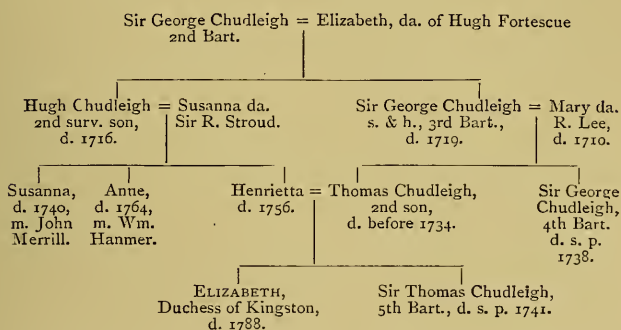 Sir George Chudleigh = Elizabeth, da. of Hugh Fortescue
2nd Bart.
Hugh Chudleigh = Susanna da.
2nd surv. son,
d. 1716.
Sir R. Stroud.
Sir George Chudleigh = Mary da.
s. & h., 3rd Bart.,
d. 1719.
R. Lee,
d. 1710.
Susanna,
d. 1740,
m. John
Merrill.
Anne,
d. 1764,
m. Wm.
Hanmer.
Henrietta = Thomas Chudleigh,
d. 1756.
2nd son,
d. before 1734.
Sir George
Chudleigh,
4th Bart.
d. s. p.
1738.
ELIZABETH,
Duchess of Kingston,
d. 1788.
Sir Thomas Chudleigh,
5th Bart., d. s. p. 1741.